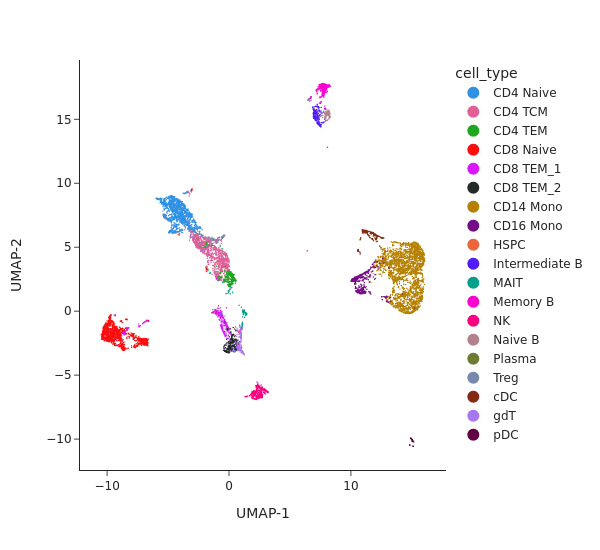 cell_type
CD4 Naive
CD4 TCM
CD4 TEM
CD8 Naive
CD8 TEM_1
CD8 TEM_2
CD14 Mono
CD16 Mono
HSPC
Intermediate B
MAIT
Memory B
NK
Naive B
Plasma
Treg
cDC
gdT
pDC
15
10
5
0
−5
−10
UMAP-2
−10 0 10
UMAP-1